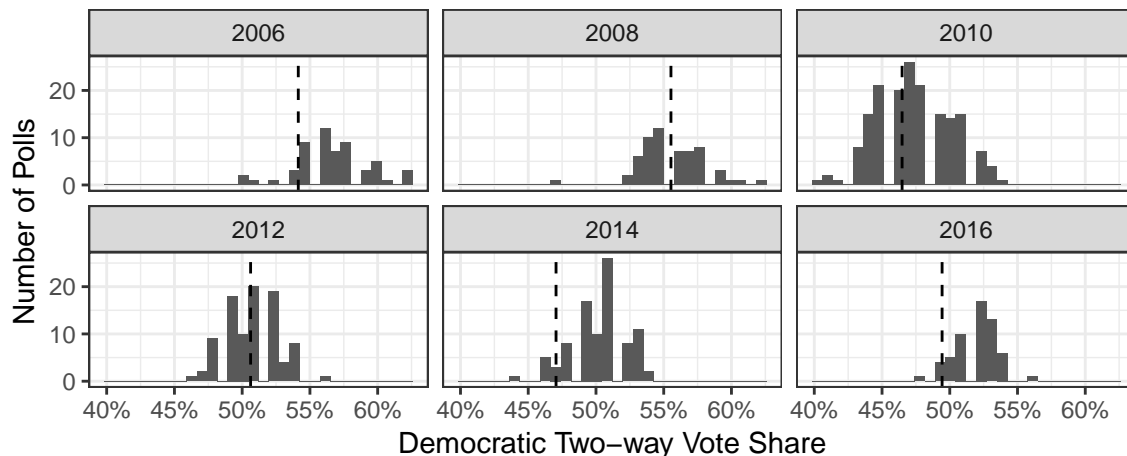 2006 2008 2010
20
10
0
2012 2014 2016
20
10
0
40% 45% 50% 55% 60% 40% 45% 50% 55% 60% 40% 45% 50% 55% 60%
Democratic Two−way Vote Share
Number of Polls